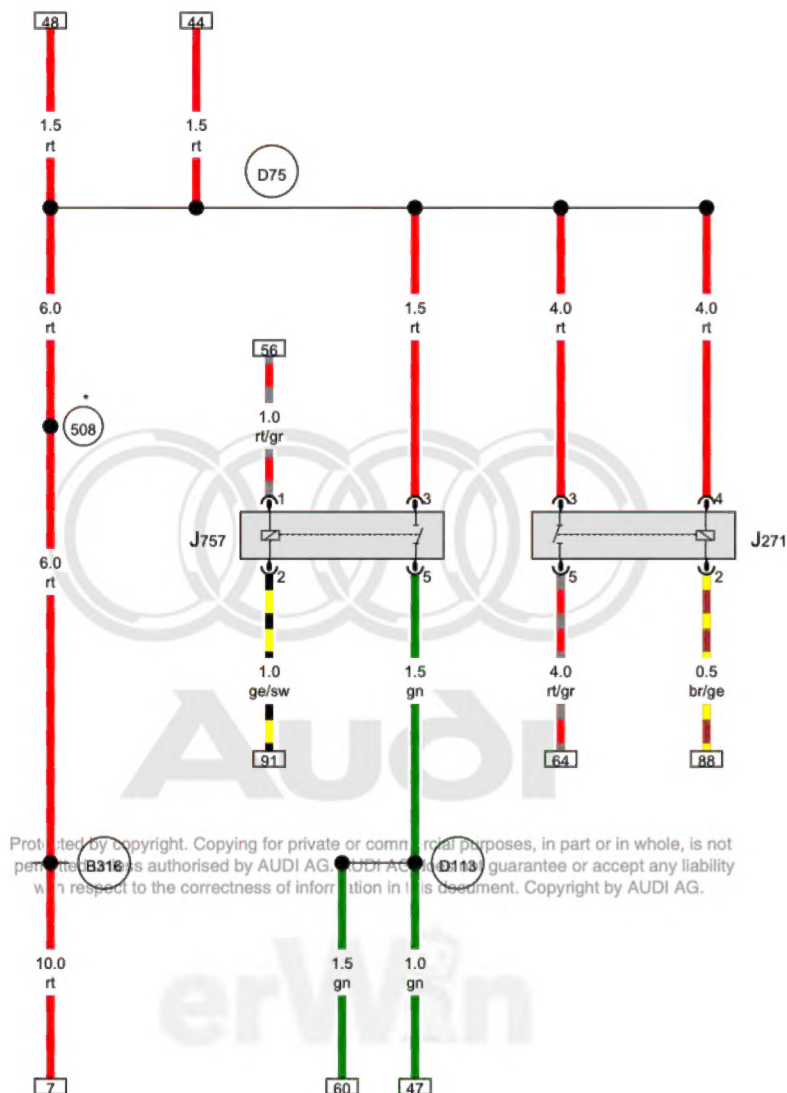 48 44
1.5 1.5
rt rt
D75
6.0 1.5 4.0 4.0
rt rt rt rt
56
*
508
1.0
rt/gr
1 3 3 4
J757 J271
2 5 5 2
6.0
rt
1.0 1.5 4.0 0.5
ge/sw gn rt/gr br/ge
91 64 88
Audi
Protected by copyright. Copying for private or commercial purposes, in part or in whole, is not
permitted unless authorised by AUDI AG. AUDI AG does not guarantee or accept any liability
with respect to the correctness of information in this document. Copyright by AUDI AG.
B316 D113
10.0 1.5 1.0
rt gn gn
erWin
7 60 47